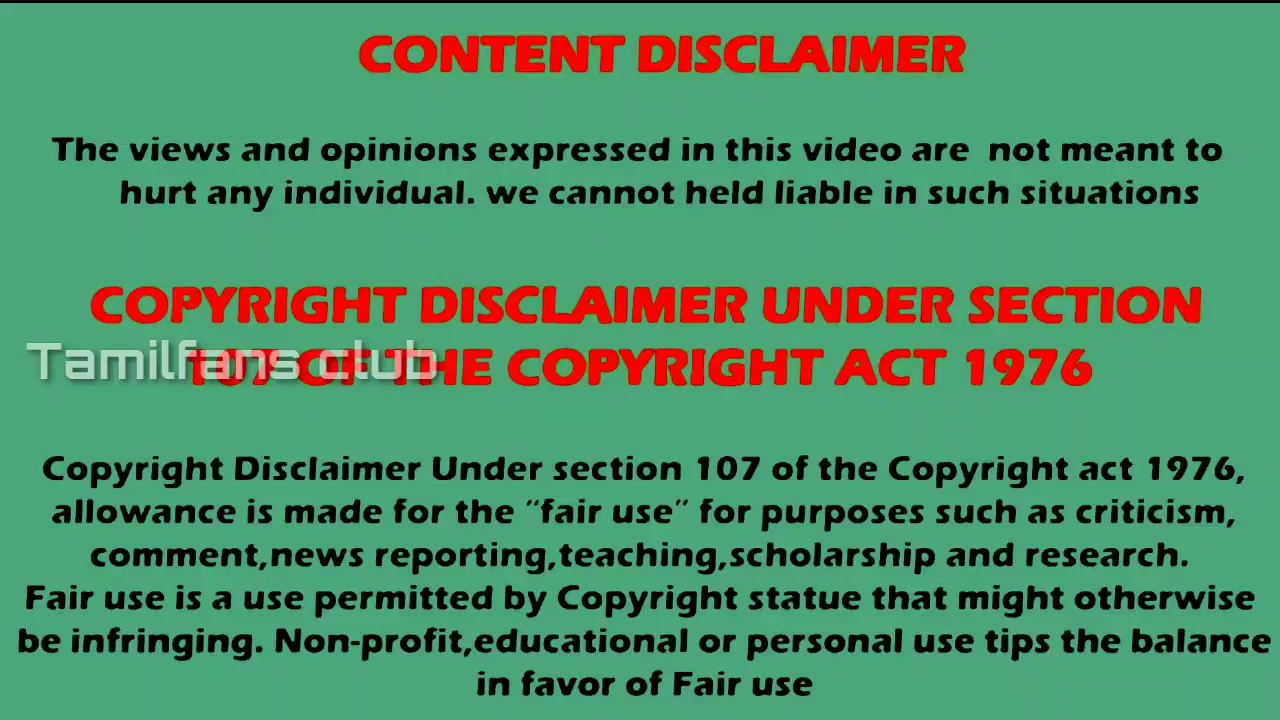 CONTENT DISCLAIMER
The views and opinions expressed in this video are not meant to
hurt any individual. we cannot held liable in such situations
COPYRIGHT DISCLAIMER UNDER SECTION
107 OF THE COPYRIGHT ACT 1976
Tamilfans club
Copyright Disclaimer Under section 107 of the Copyright act 1976,
allowance is made for the “fair use” for purposes such as criticism,
comment,news reporting,teaching,scholarship and research.
Fair use is a use permitted by Copyright statue that might otherwise
be infringing. Non-profit,educational or personal use tips the balance
in favor of Fair use